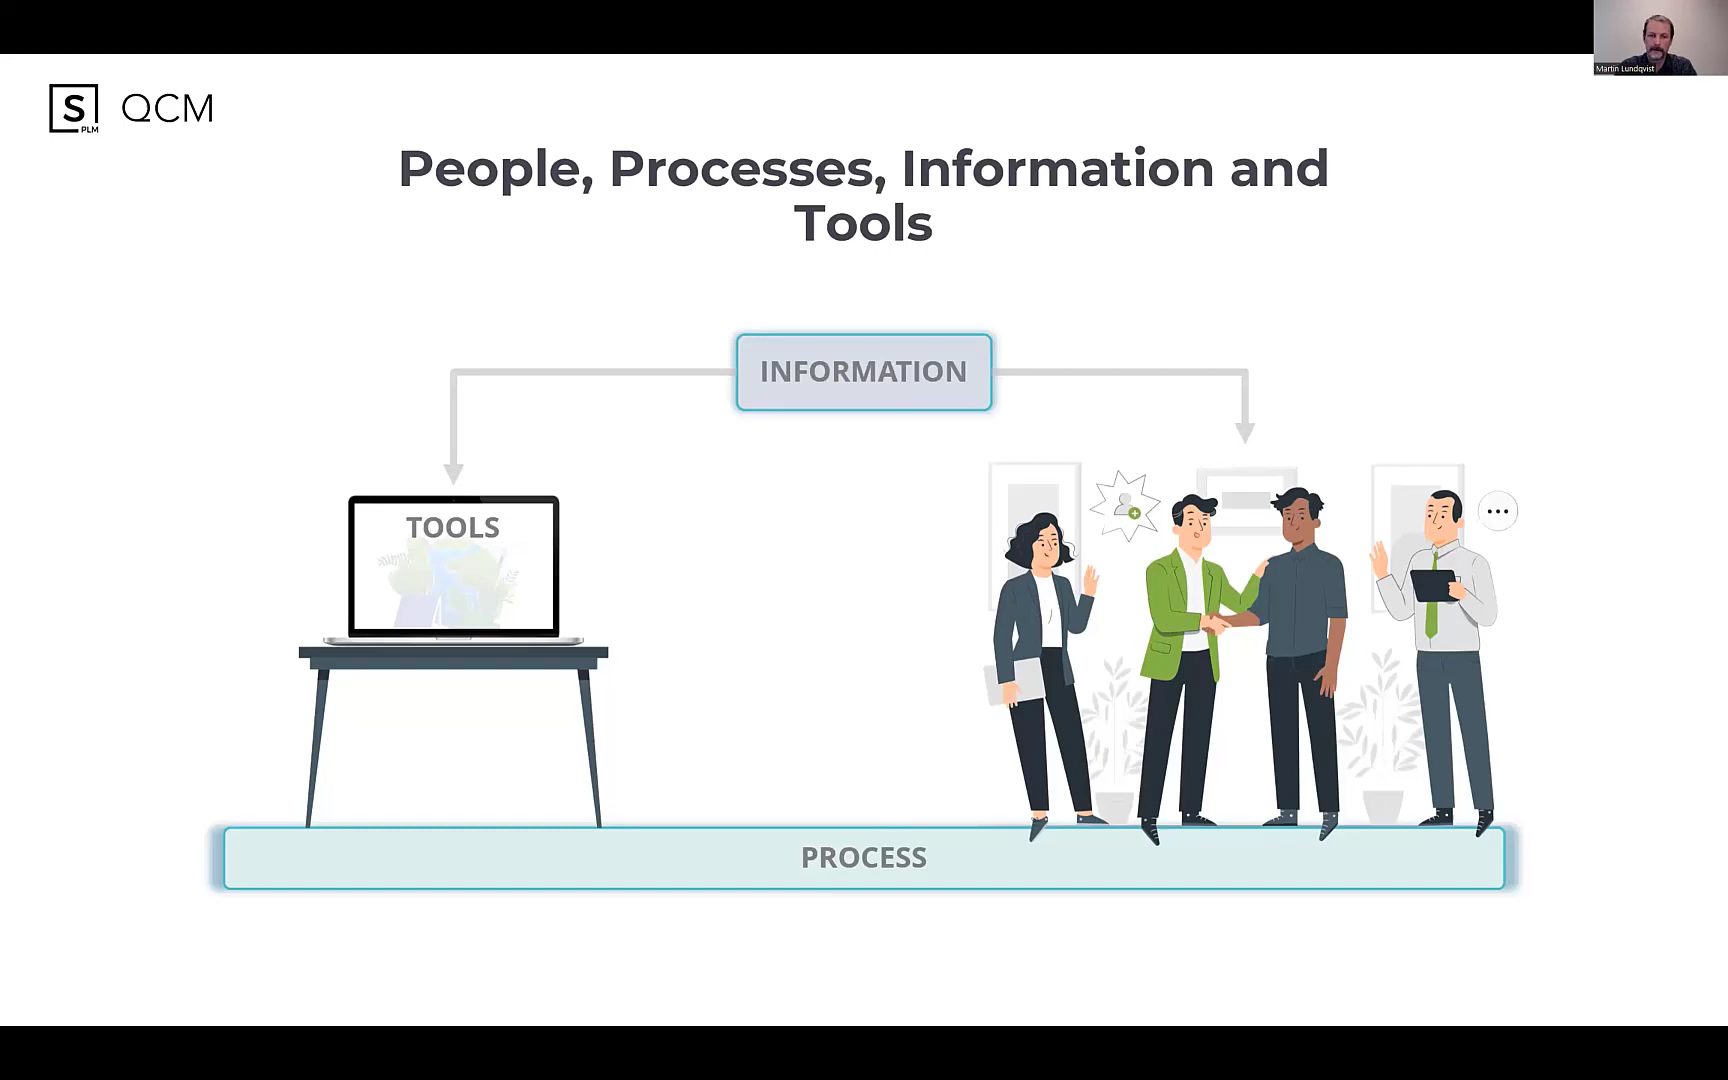 Martin Lundqvist
S
PLM
QCM
People, Processes, Information and
Tools
INFORMATION
TOOLS
PROCESS